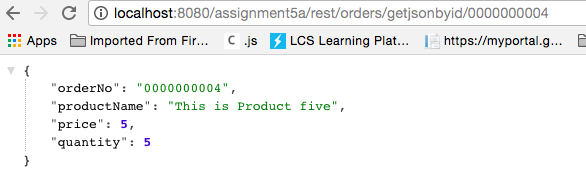 localhost:8080/assignment5a/rest/orders/getjsonbyid/0000000004
Apps Imported From Fir... C .js LCS Learning Plat... https://myportal.g...
{
"orderNo": "0000000004",
"productName": "This is Product five",
"price": 5,
"quantity": 5
}